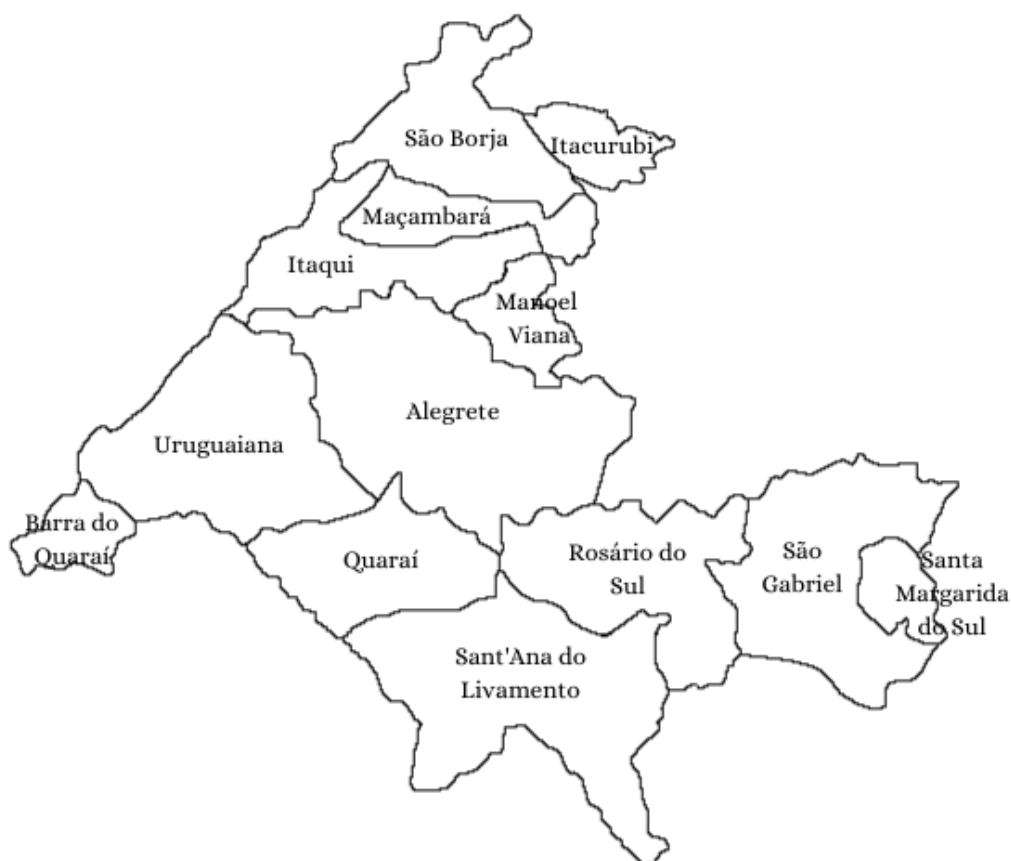 São Borja
Itacurubi
Maçambará
Itaqui
Manoel
Viana
Alegrete
Uruguaiana
Barra do
Quaraí
Quaraí
Rosário do
Sul
São
Gabriel
Santa
Margarida
do Sul
Sant'Ana do
Livamento